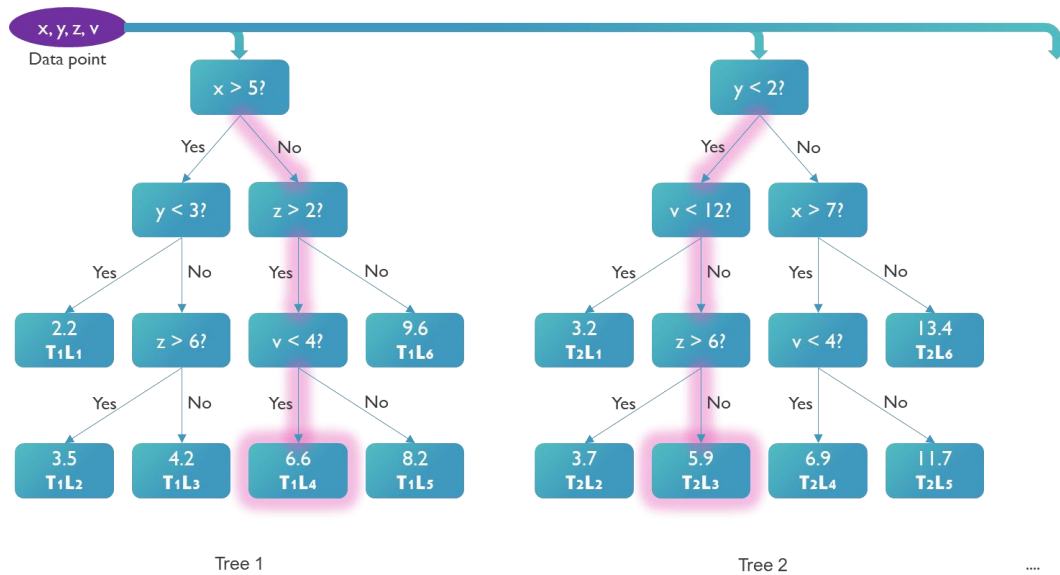 x, y, z, v
Data point
x > 5?
y < 2?
Yes
No
Yes
No
y < 3?
z > 2?
v < 12?
x > 7?
Yes
No
Yes
No
Yes
No
Yes
No
2.2
T1L1
z > 6?
v < 4?
9.6
T1L6
3.2
T2L1
z > 6?
v < 4?
13.4
T2L6
Yes
No
Yes
No
Yes
No
Yes
No
3.5
T1L2
4.2
T1L3
6.6
T1L4
8.2
T1L5
3.7
T2L2
5.9
T2L3
6.9
T2L4
11.7
T2L5
Tree 1
Tree 2
....